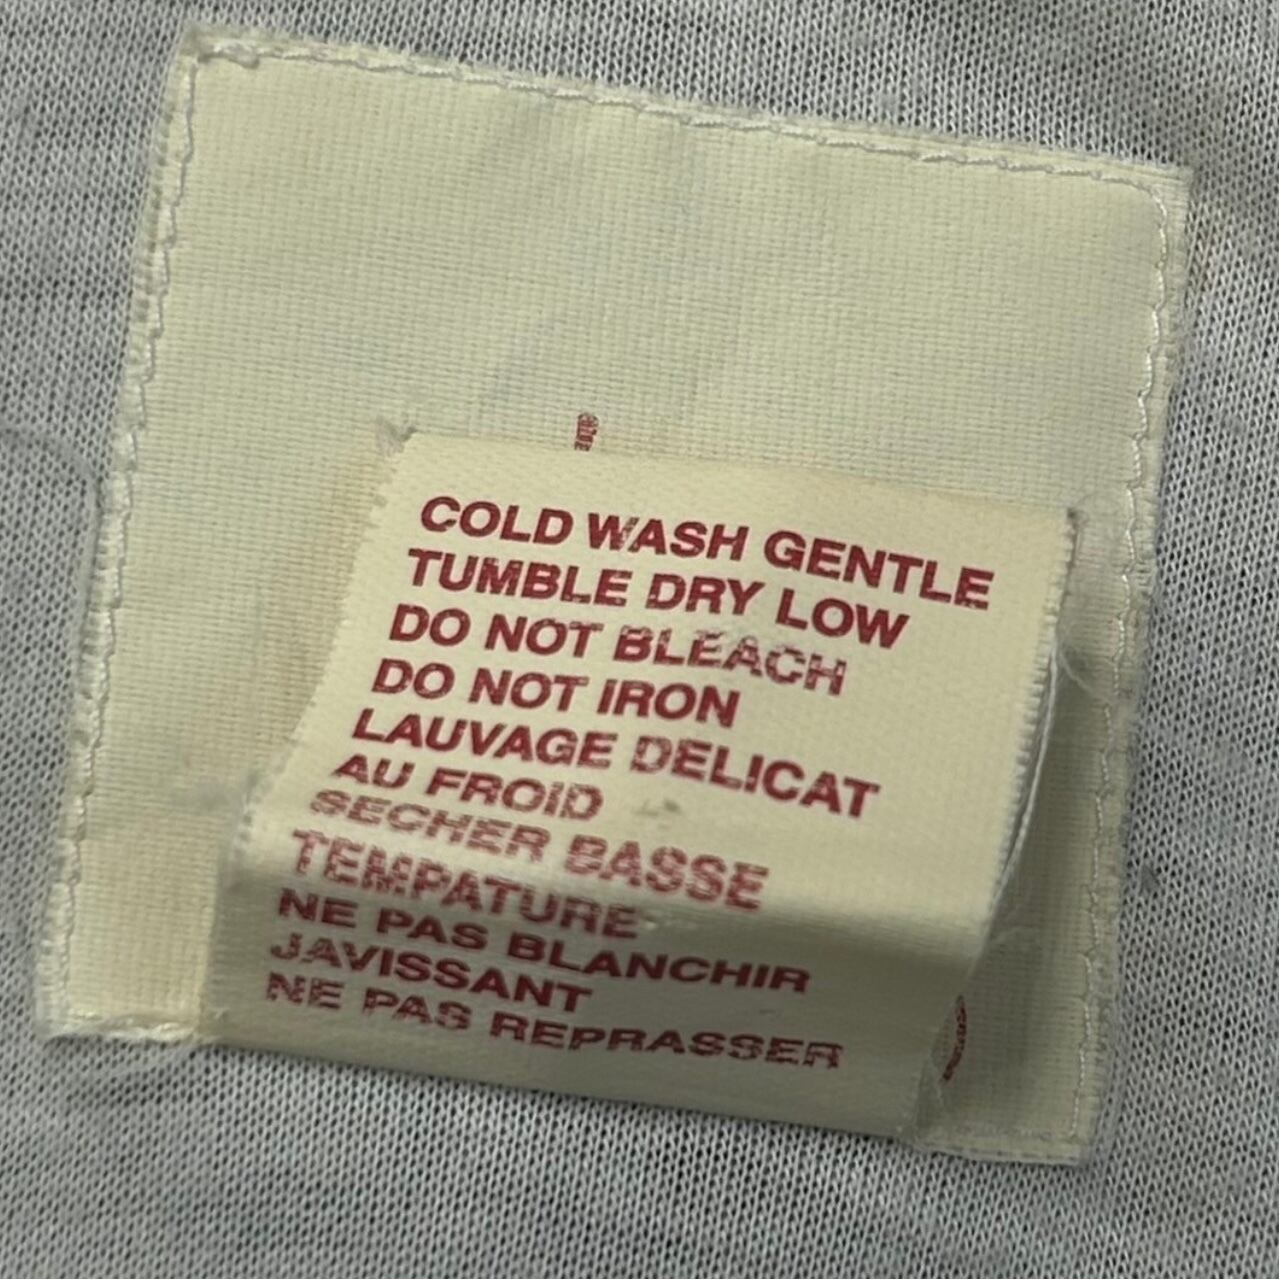 COLD WASH GENTLE
TUMBLE DRY LOW
DO NOT BLEACH
DO NOT IRON
LAUVAGE DELICAT
AU FROID
SECHER BASSE
TEMPATURE
NE PAS BLANCHIR
JAVISSANT
NE PAS REPRASSER